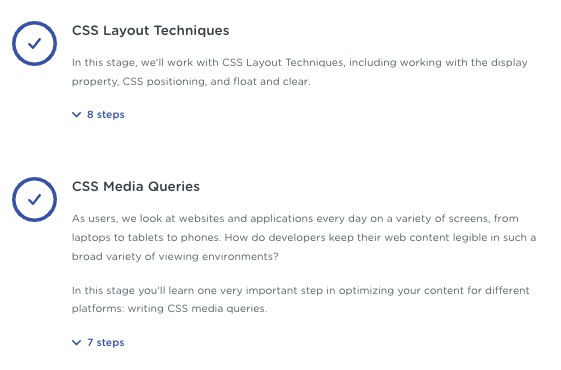 CSS Layout Techniques
In this stage, we'll work with CSS Layout Techniques, including working with the display
property, CSS positioning, and float and clear.
8 steps
CSS Media Queries
As users, we look at websites and applications every day on a variety of screens, from
laptops to tablets to phones. How do developers keep their web content legible in such a
broad variety of viewing environments?
In this stage you'll learn one very important step in optimizing your content for different
platforms: writing CSS media queries.
7 steps